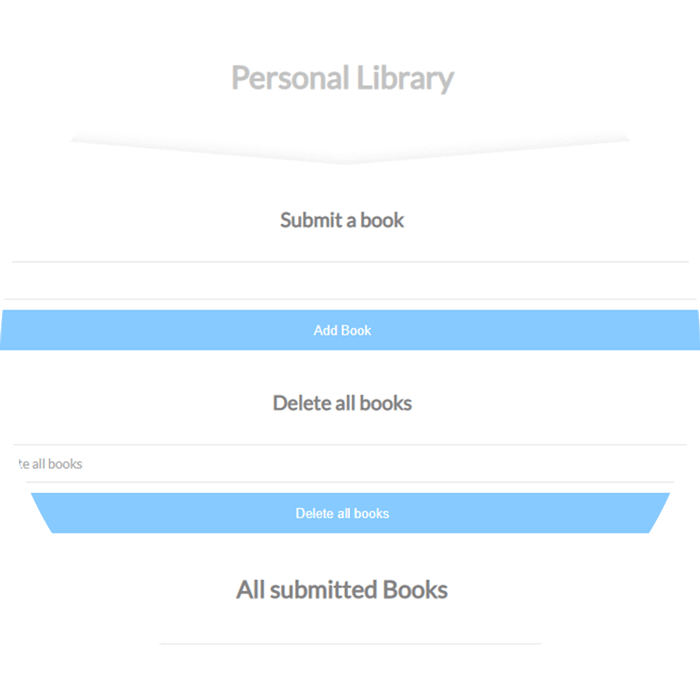 Personal Library
Submit a book
Add Book
Delete all books
te all books
Delete all books
All submitted Books